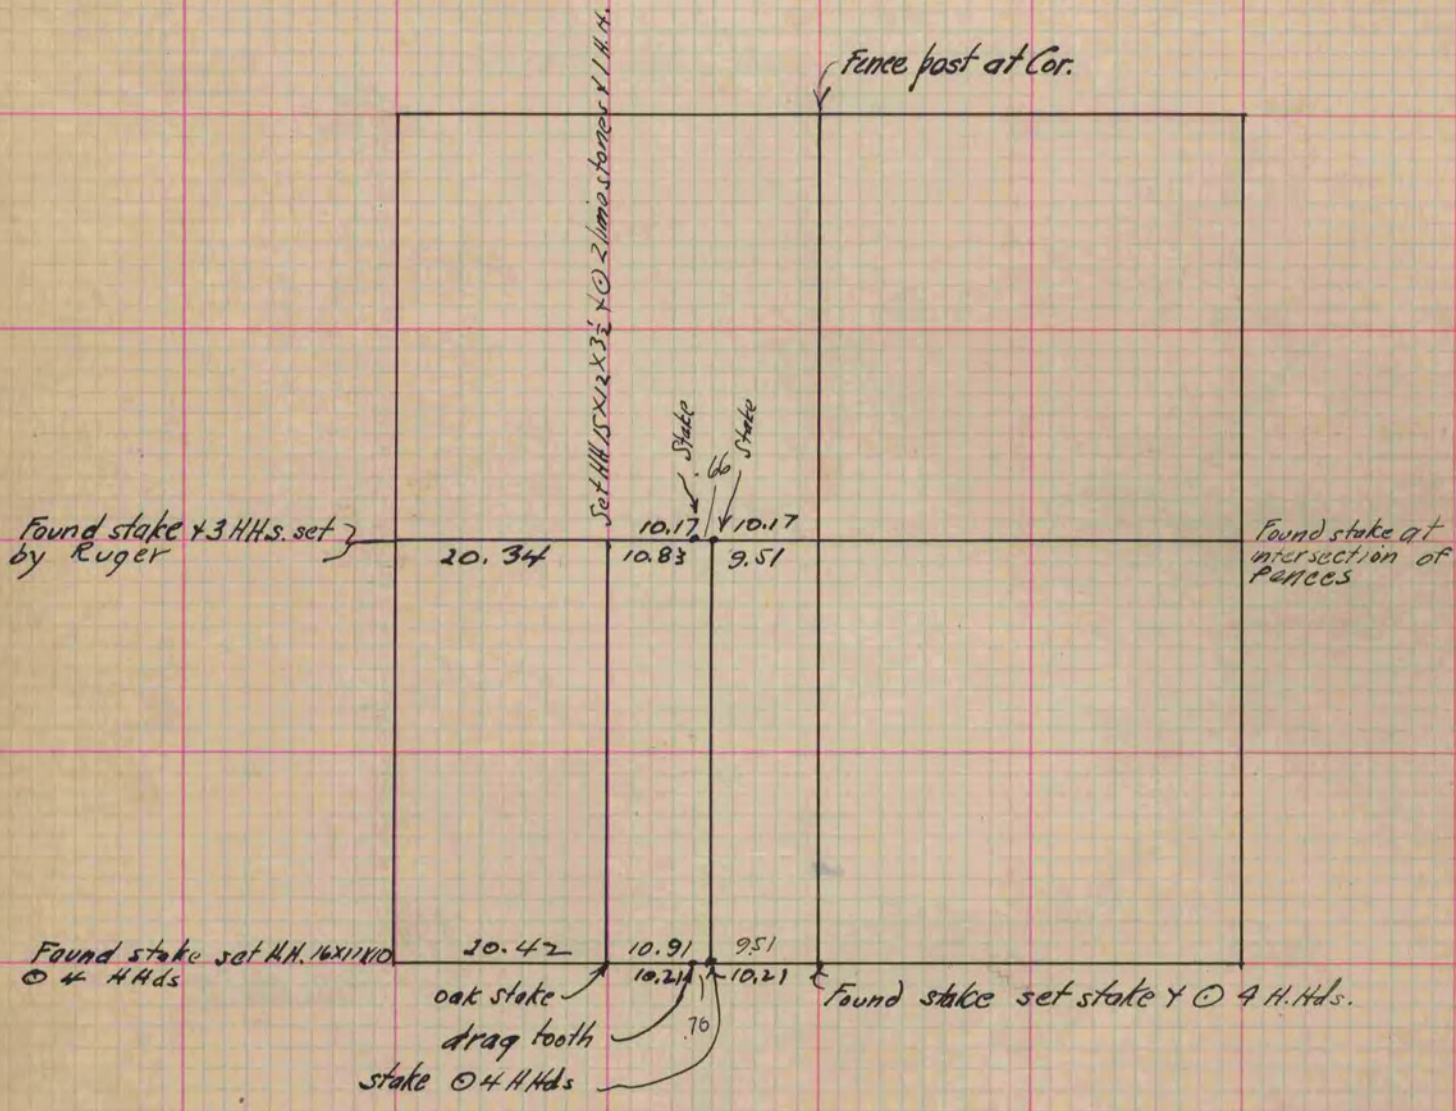 Fence post at Cor.
Set HH 15X12X3½ + ⊙ 2 limestones + 1 H.H.
Stake
.66
Stake
Found stake + 3 HHs. set
by Ruger
10.17
10.17
20.34
10.83
9.51
Found stake at
intersection of
Fences
Found stake set H.H. 16X17X10
⊙ 4 HHds
20.42
10.91
9.51
10.21
10.21
oak stake
drag tooth
.70
stake ⊙ 4 H Hds
Found stake set stake + ⊙ 4 H.Hds.